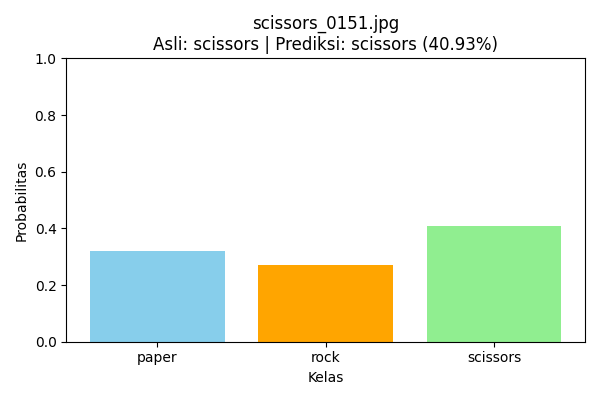 scissors_0151.jpg
Asli: scissors | Prediksi: scissors (40.93%)
1.0
0.8
0.6
0.4
0.2
0.0
Probabilitas
paper
rock
scissors
Kelas